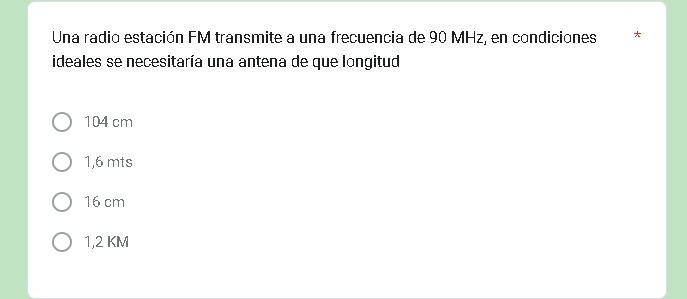 Una radio estación FM transmite a una frecuencia de 90 MHz, en condiciones *
ideales se necesitaría una antena de que longitud
104 cm
1,6 mts
16 cm
1,2 KM